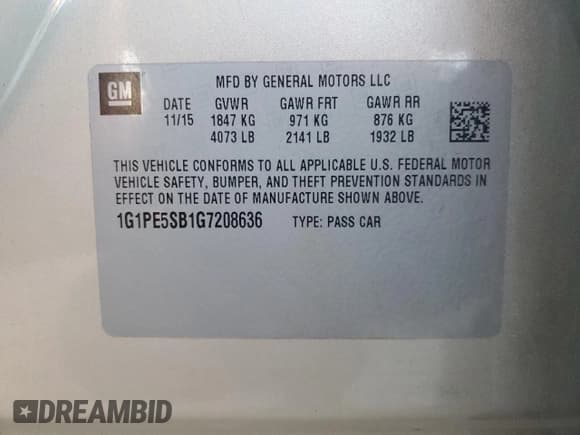 GM
MFD BY GENERAL MOTORS LLC
DATE GVWR GAWR FRT GAWR RR
11/15 1847 KG 971 KG 876 KG
4073 LB 2141 LB 1932 LB
THIS VEHICLE CONFORMS TO ALL APPLICABLE U.S. FEDERAL MOTOR
VEHICLE SAFETY, BUMPER, AND THEFT PREVENTION STANDARDS IN
EFFECT ON THE DATE OF MANUFACTURE SHOWN ABOVE.
1G1PE5SB1G7208636 TYPE: PASS CAR
DREAMBID